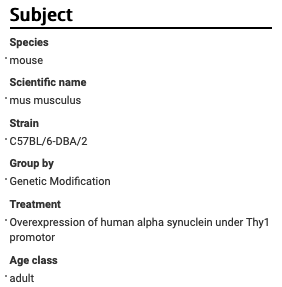 Subject
Species
mouse
Scientific name
mus musculus
Strain
C57BL/6-DBA/2
Group by
Genetic Modification
Treatment
Overexpression of human alpha synuclein under Thy1
promotor
Age class
adult